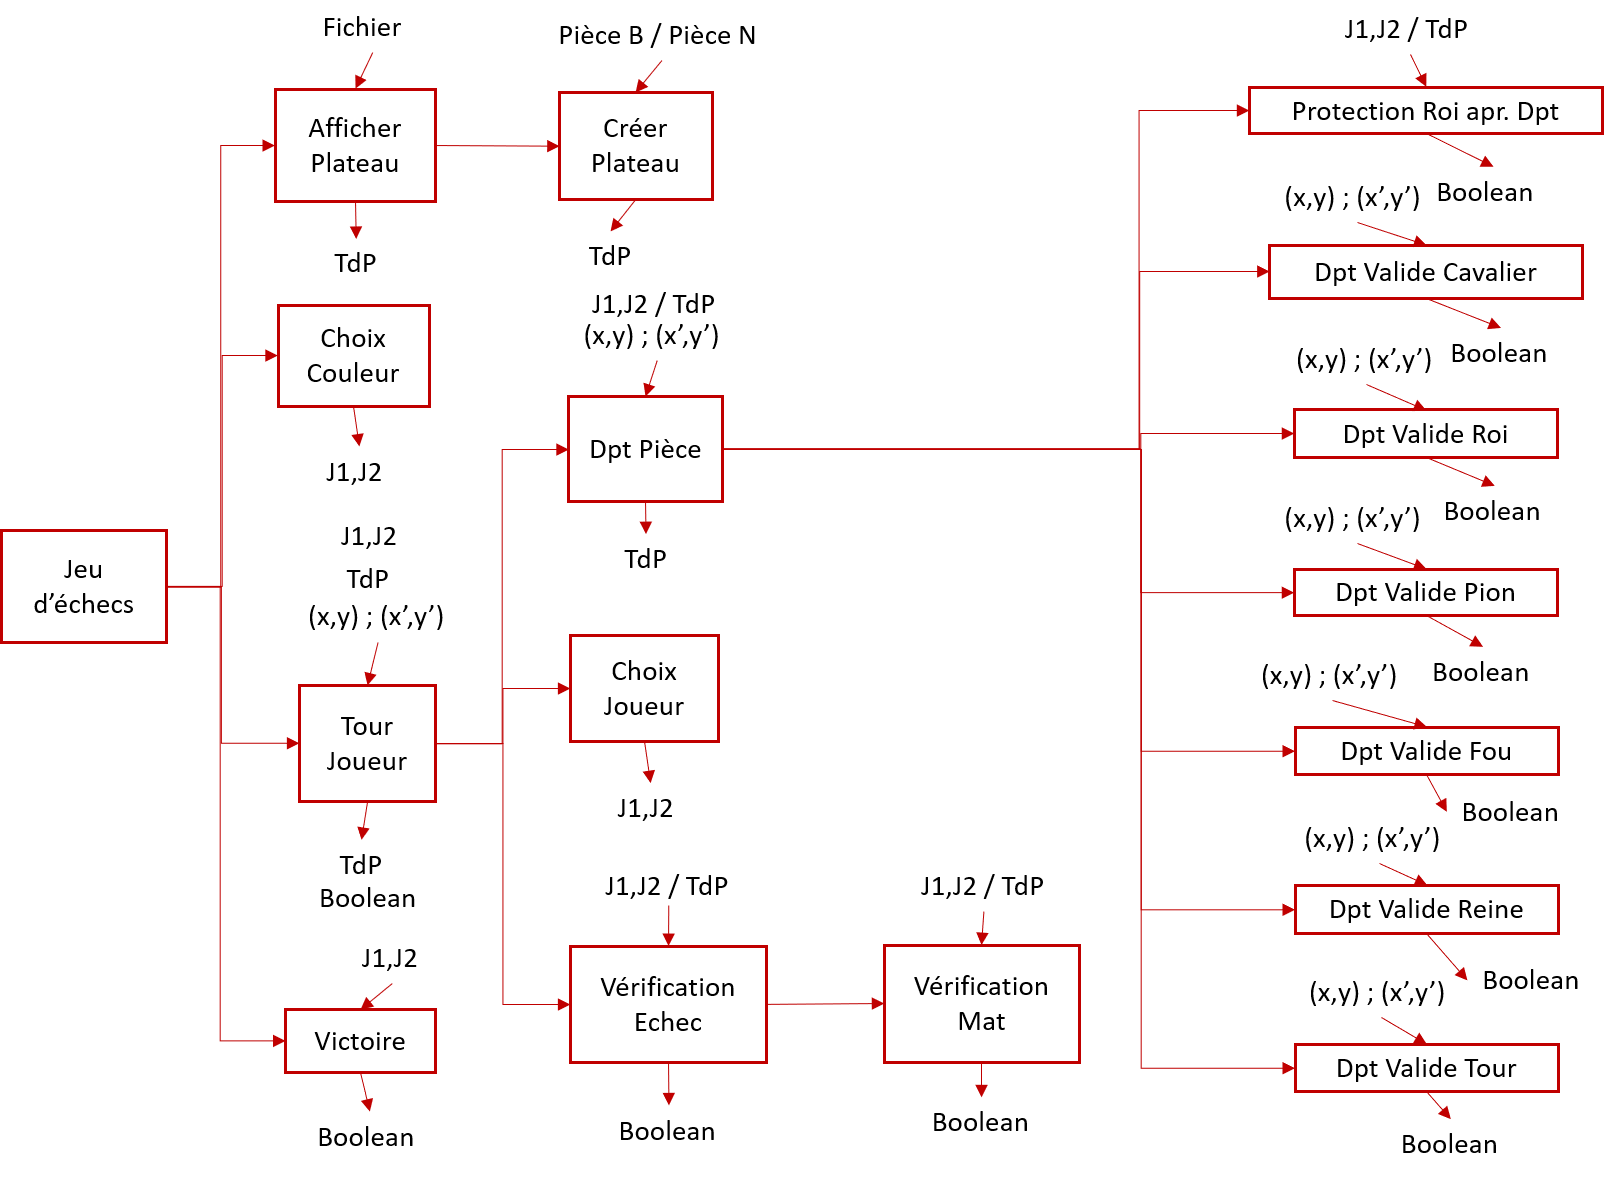 Fichier
Afficher
Plateau
TdP
Pièce B / Pièce N
Créer
Plateau
TdP
Choix
Couleur
J1,J2
Jeu
d’échecs
J1,J2
TdP
(x,y) ; (x’,y’)
Tour
Joueur
TdP
Boolean
J1,J2
Victoire
Boolean
J1,J2 / TdP
(x,y) ; (x’,y’)
Dpt Pièce
TdP
Choix
Joueur
J1,J2
J1,J2 / TdP
Vérification
Echec
Boolean
J1,J2 / TdP
Vérification
Mat
Boolean
J1,J2 / TdP
Protection Roi apr. Dpt
Boolean
(x,y) ; (x’,y’)
Dpt Valide Cavalier
Boolean
(x,y) ; (x’,y’)
Dpt Valide Roi
Boolean
(x,y) ; (x’,y’)
Dpt Valide Pion
Boolean
(x,y) ; (x’,y’)
Dpt Valide Fou
Boolean
(x,y) ; (x’,y’)
Dpt Valide Reine
Boolean
(x,y) ; (x’,y’)
Dpt Valide Tour
Boolean